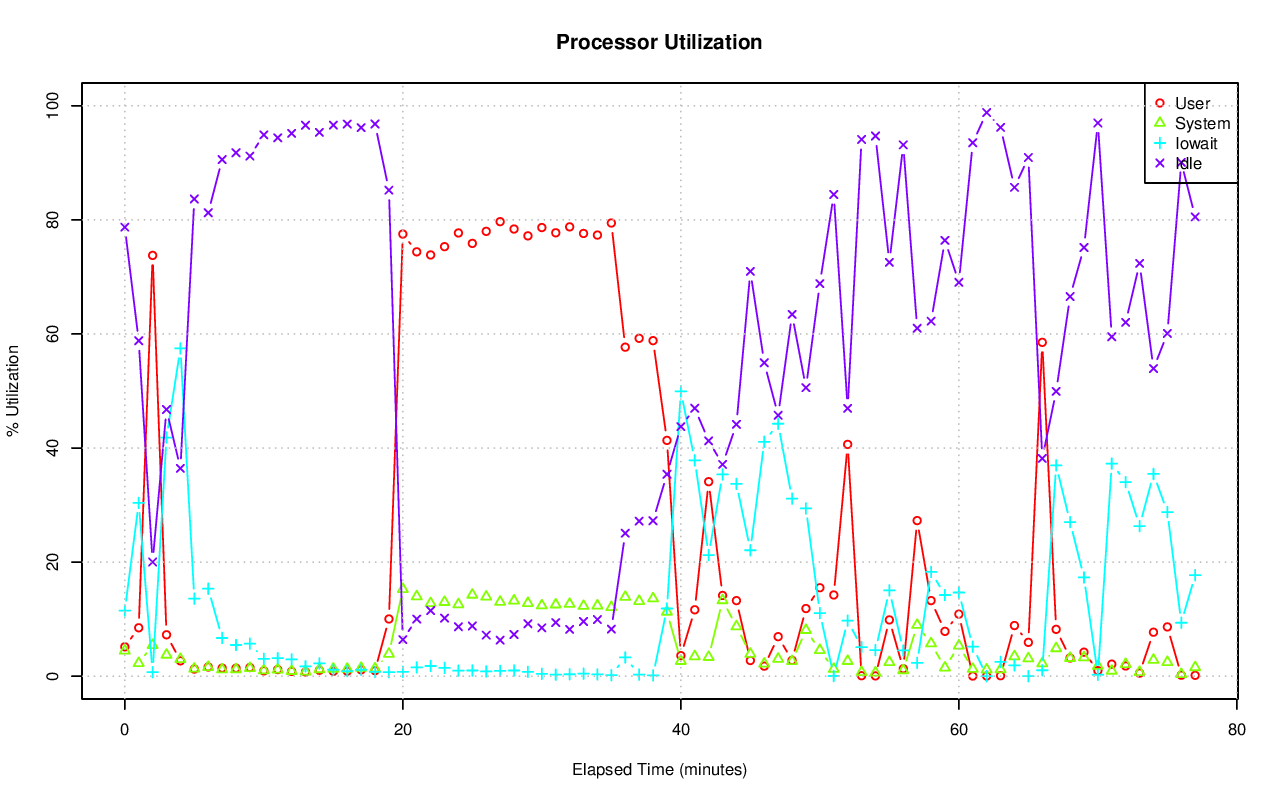 Processor Utilization
% Utilization
100
80
60
40
20
0
User
System
Iowait
Idle
0 20 40 60 80
Elapsed Time (minutes)